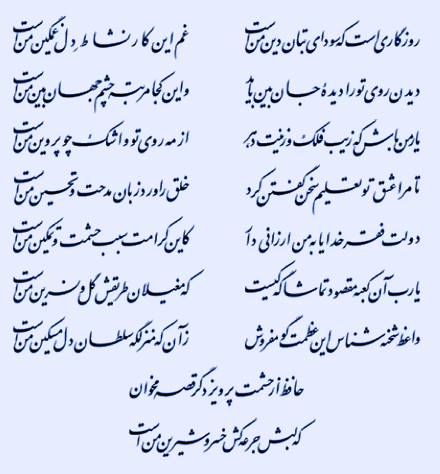 روزگاری است که سودای بتان دین من است غم این کار نشاط دل غمگین من است
دیدن روی تو را دیدهٔ جان بین باید واین کجا مرتبه چشم جهان بین من است
یار من باش که زیب فلک و زینت دهر از مه روی تو و اشک چو پروین من است
تا مرا عشق تو تعلیم سخن گفتن کرد خلق را ورد زبان مدحت و تحسین من است
دولت فقر خدایا به من ارزانی دار کاین کرامت سبب حشمت و تمکین من است
یارب آن کعبه مقصود تماشاگه کیست که مغیلان طریقش گل و نسرین من است
واعظ شحنه شناس این عظمت گو مفروش زآن که منزلگه سلطان دل مسکین من است
حافظ از حشمت پرویز دگر قصه مخوان
که لبش جرعه کش خسرو شیرین من است